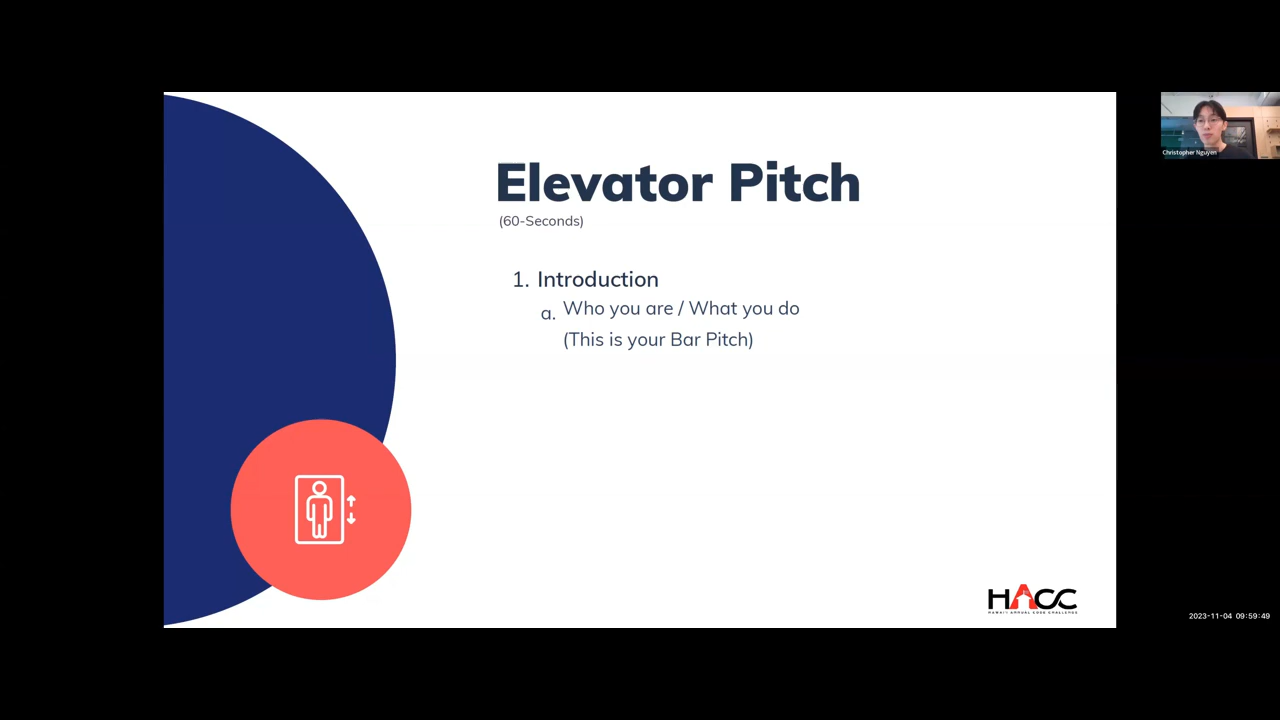 Elevator Pitch
(60-Seconds)
1. Introduction
a. Who you are / What you do
(This is your Bar Pitch)
HACC
HAWAII ANNUAL CODE CHALLENGE
Christopher Nguyen
2023-11-04 09:59:49